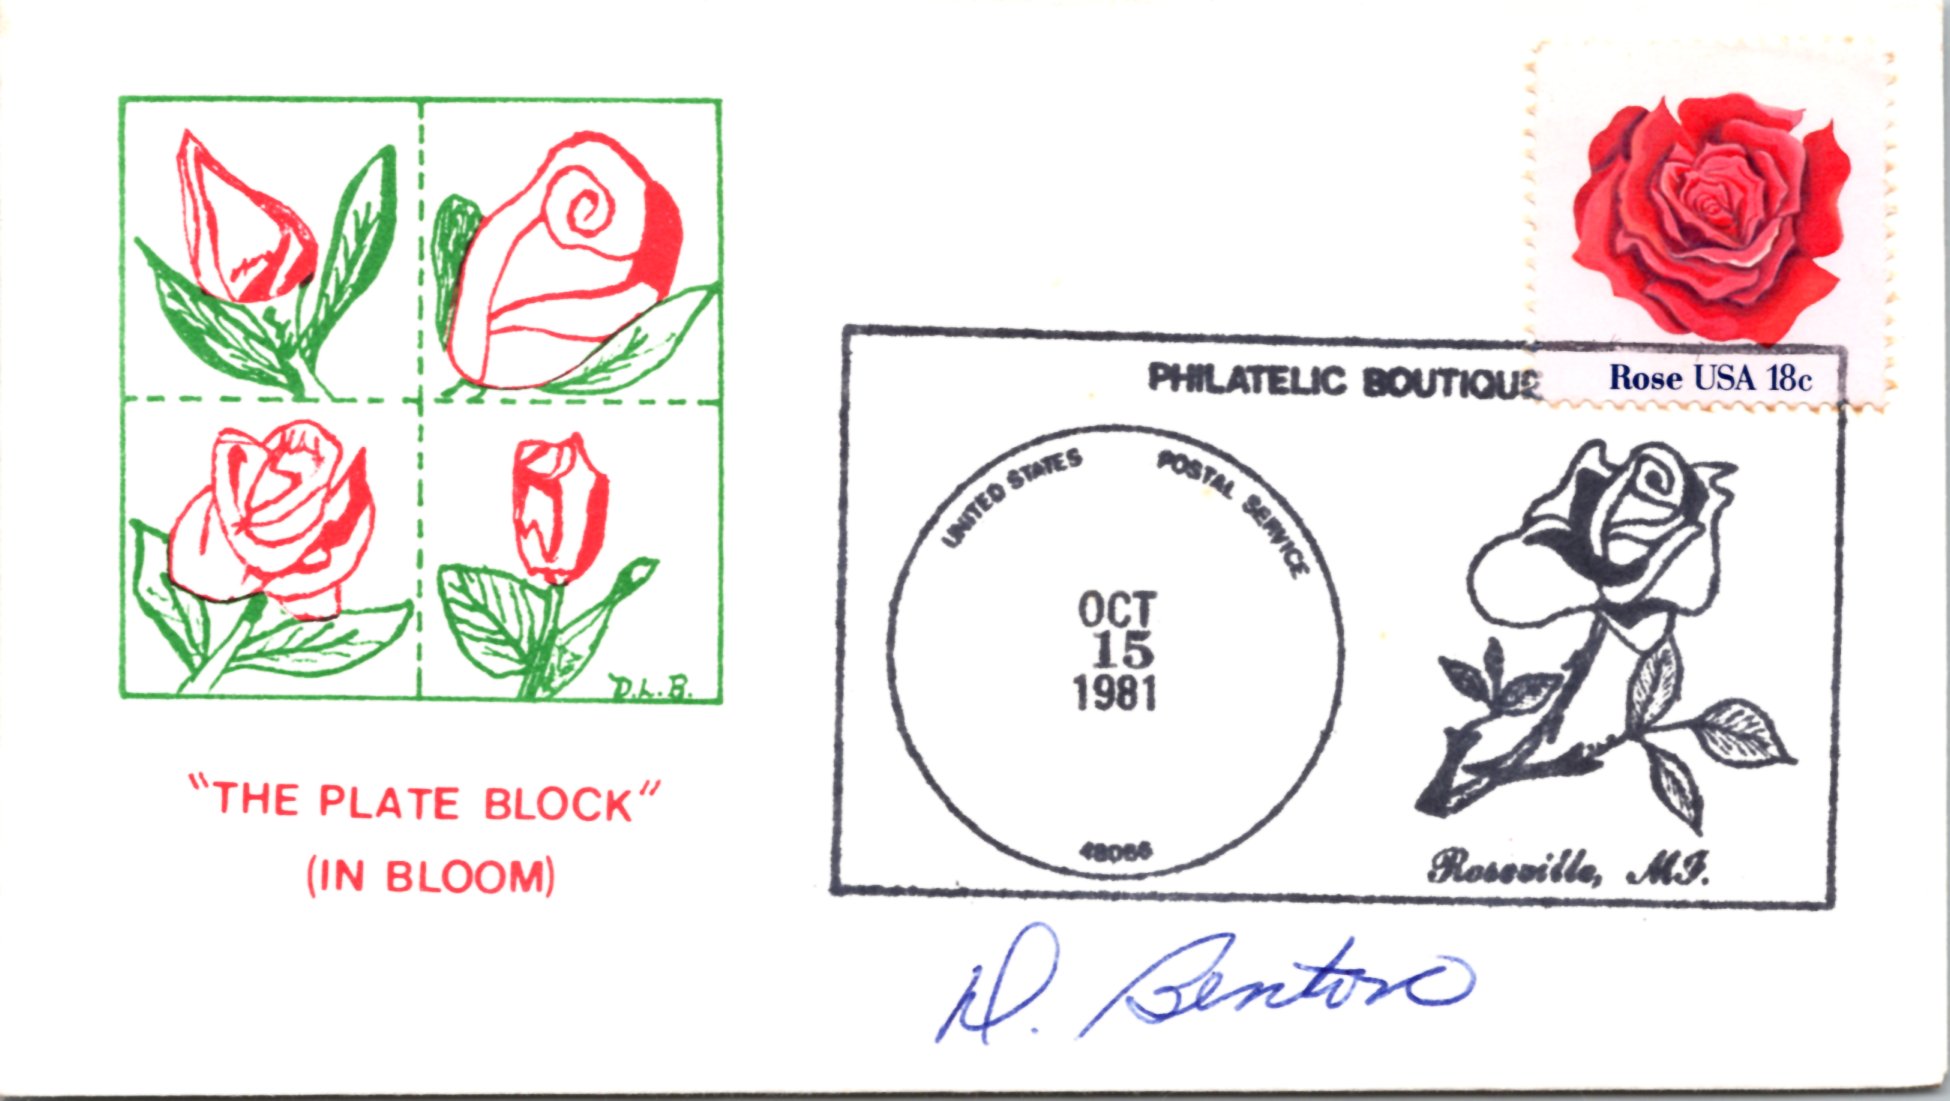 Rose USA 18c
PHILATELIC BOUTIQUE
UNITED STATES POSTAL SERVICE
OCT
15
1981
48066
Roseville, MI.
D.L.B.
"THE PLATE BLOCK"
(IN BLOOM)
D. Benton